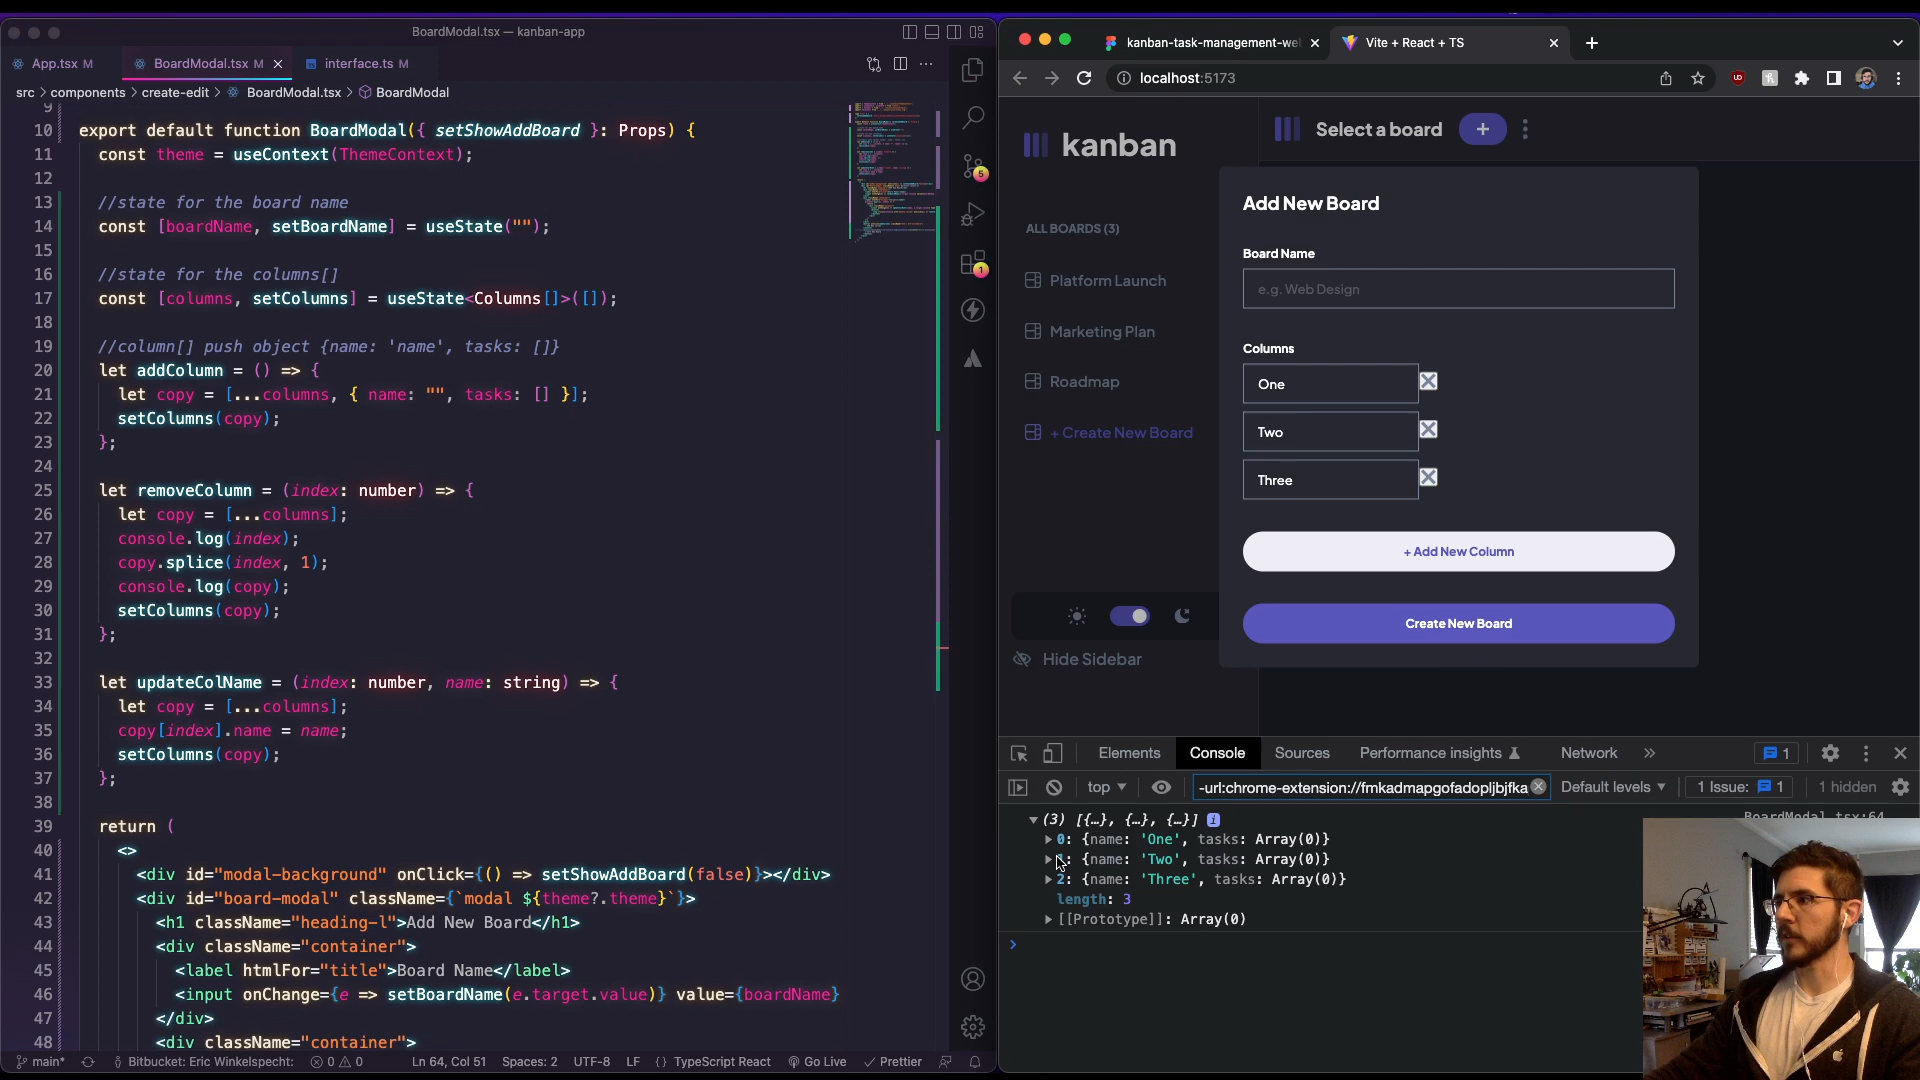 BoardModal.tsx — kanban-app
App.tsx M
BoardModal.tsx M
interface.ts M
src > components > create-edit > BoardModal.tsx > BoardModal
9
10 export default function BoardModal({ setShowAddBoard }: Props) {
11 const theme = useContext(ThemeContext);
12
13 //state for the board name
14 const [boardName, setBoardName] = useState("");
15
16 //state for the columns[]
17 const [columns, setColumns] = useState<Columns[]>([]);
18
19 //column[] push object {name: 'name', tasks: []}
20 let addColumn = () => {
21 let copy = [...columns, { name: "", tasks: [] }];
22 setColumns(copy);
23 };
24
25 let removeColumn = (index: number) => {
26 let copy = [...columns];
27 console.log(index);
28 copy.splice(index, 1);
29 console.log(copy);
30 setColumns(copy);
31 };
32
33 let updateColName = (index: number, name: string) => {
34 let copy = [...columns];
35 copy[index].name = name;
36 setColumns(copy);
37 };
38
39 return (
40 <>
41 <div id="modal-background" onClick={() => setShowAddBoard(false)}></div>
42 <div id="board-modal" className={`modal ${theme?.theme}`}>
43 <h1 className="heading-l">Add New Board</h1>
44 <div className="container">
45 <label htmlFor="title">Board Name</label>
46 <input onChange={e => setBoardName(e.target.value)} value={boardName}
47 </div>
48 <div className="container">
5
1
main*
Bitbucket: Eric Winkelspecht:
0 0
Ln 64, Col 51
Spaces: 2
UTF-8
LF
{ } TypeScript React
Go Live
Prettier
kanban-task-management-we
Vite + React + TS
localhost:5173
kanban
Select a board
+
ALL BOARDS (3)
Platform Launch
Marketing Plan
Roadmap
+ Create New Board
Hide Sidebar
Add New Board
Board Name
e.g. Web Design
Columns
One
Two
Three
+ Add New Column
Create New Board
Elements
Console
Sources
Performance insights
Network
»
1
top
-url:chrome-extension://fmkadmapgofadopljbjfka
Default levels
1 Issue: 1
1 hidden
BoardModal.tsx:64
(3) [{…}, {…}, {…}]
0: {name: 'One', tasks: Array(0)}
: {name: 'Two', tasks: Array(0)}
2: {name: 'Three', tasks: Array(0)}
length: 3
[[Prototype]]: Array(0)